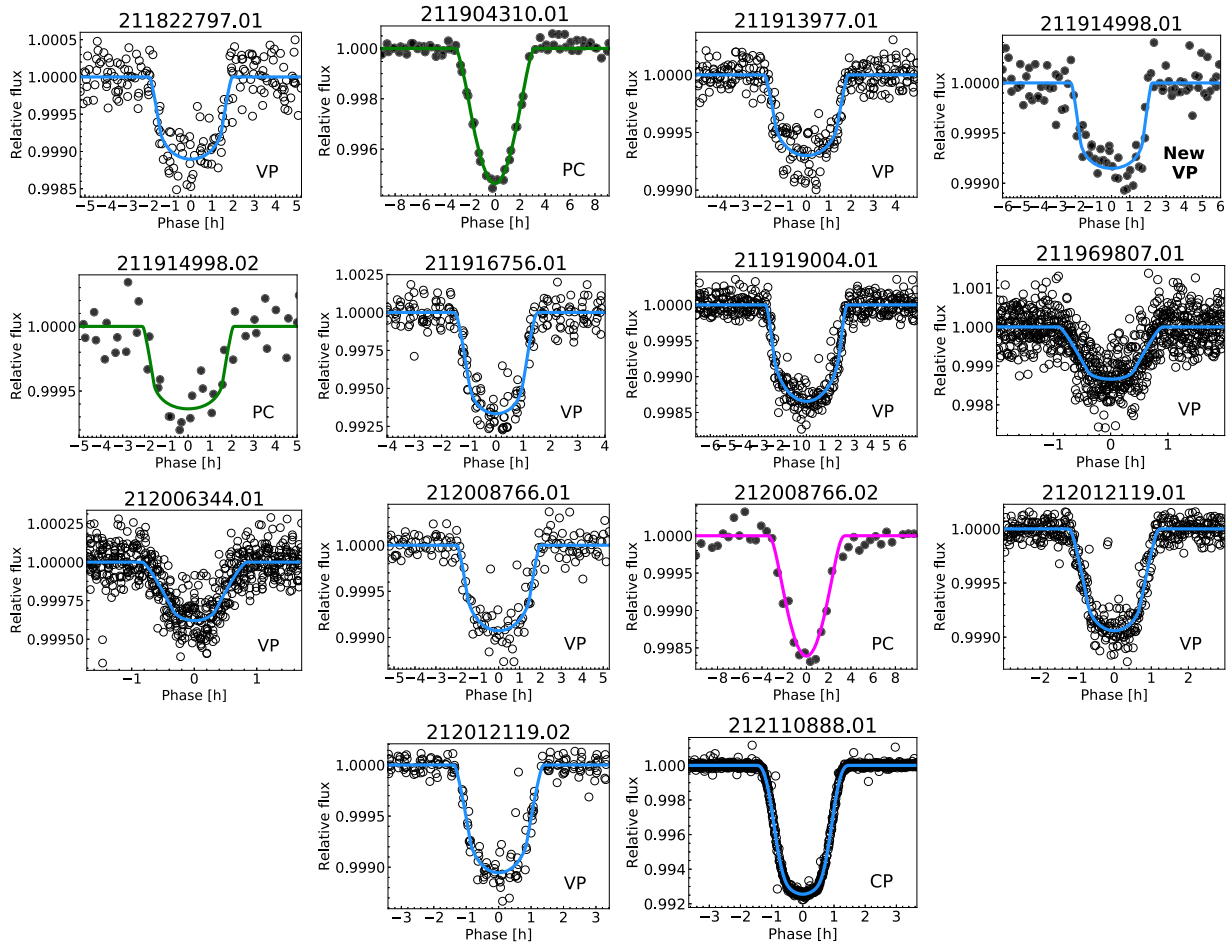 211822797.01
1.0005
1.0000
0.9995
0.9990
0.9985
Relative flux
VP
−5−4−3−2−1 0 1 2 3 4 5
Phase [h]
211904310.01
1.000
0.998
0.996
Relative flux
PC
−8 −6 −4 −2 0 2 4 6 8
Phase [h]
211913977.01
1.0000
0.9995
0.9990
Relative flux
VP
−4−3−2−1 0 1 2 3 4
Phase [h]
211914998.01
1.0000
0.9995
0.9990
Relative flux
New
VP
−6−5−4−3−2−1 0 1 2 3 4 5 6
Phase [h]
211914998.02
1.0000
0.9995
Relative flux
PC
−5−4−3−2−1 0 1 2 3 4 5
Phase [h]
211916756.01
1.0025
1.0000
0.9975
0.9950
0.9925
Relative flux
VP
−4 −3 −2 −1 0 1 2 3 4
Phase [h]
211919004.01
1.0000
0.9995
0.9990
0.9985
Relative flux
VP
−6−5−4−3−2−10 1 2 3 4 5 6
Phase [h]
211969807.01
1.001
1.000
0.999
0.998
Relative flux
VP
−1 0 1
Phase [h]
212006344.01
1.00025
1.00000
0.99975
0.99950
Relative flux
VP
−1 0 1
Phase [h]
212008766.01
1.0000
0.9995
0.9990
Relative flux
VP
−5−4−3−2−1 0 1 2 3 4 5
Phase [h]
212008766.02
1.0000
0.9995
0.9990
0.9985
Relative flux
PC
−8 −6 −4 −2 0 2 4 6 8
Phase [h]
212012119.01
1.0000
0.9995
0.9990
Relative flux
VP
−2 −1 0 1 2
Phase [h]
212012119.02
1.0000
0.9995
0.9990
Relative flux
VP
−3 −2 −1 0 1 2 3
Phase [h]
212110888.01
1.000
0.998
0.996
0.994
0.992
Relative flux
CP
−3 −2 −1 0 1 2 3
Phase [h]